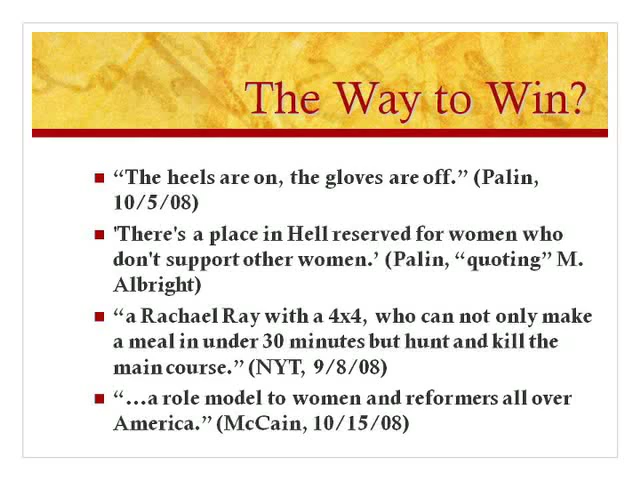 The Way to Win?
“The heels are on, the gloves are off.” (Palin,
10/5/08)
'There's a place in Hell reserved for women who
don't support other women.’ (Palin, “quoting” M.
Albright)
“a Rachael Ray with a 4x4, who can not only make
a meal in under 30 minutes but hunt and kill the
main course.” (NYT, 9/8/08)
“…a role model to women and reformers all over
America.” (McCain, 10/15/08)